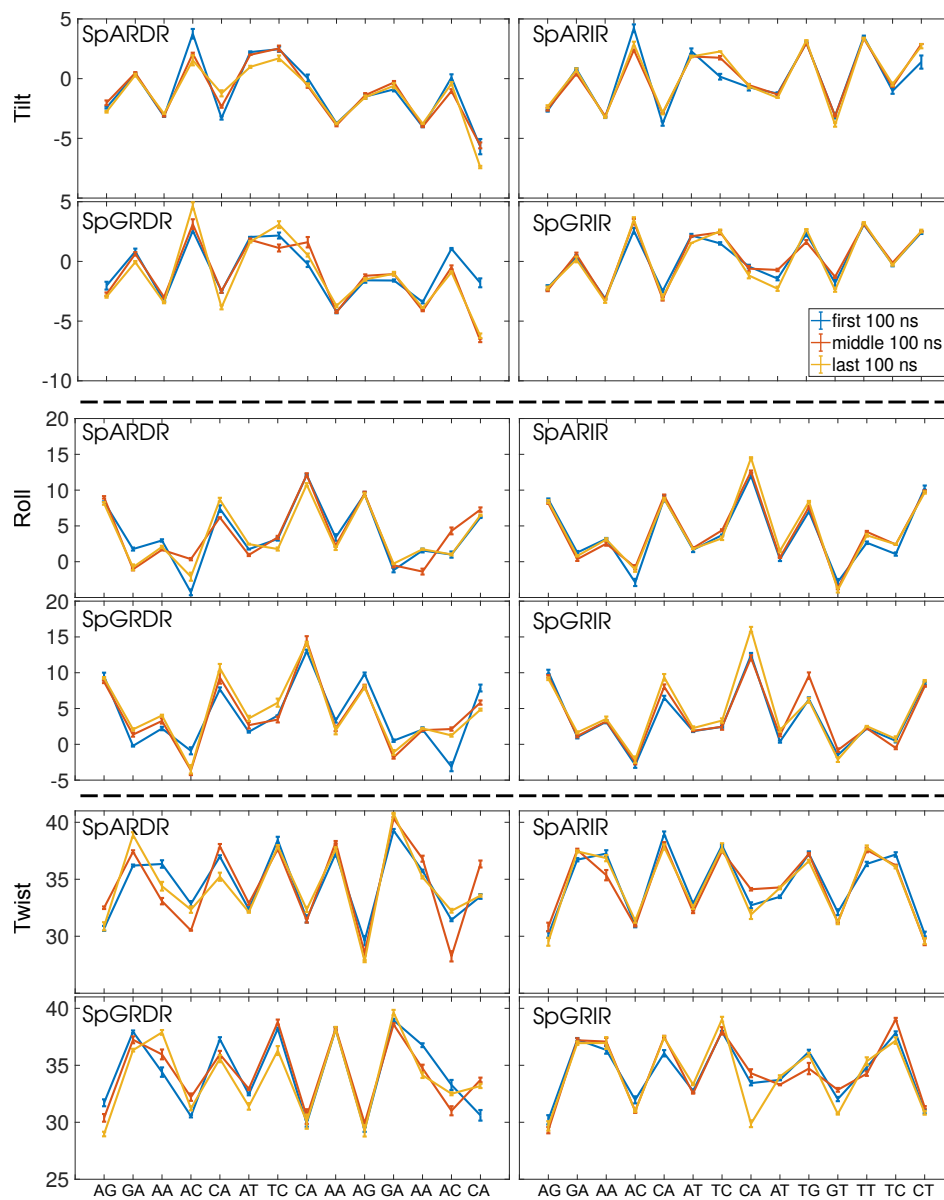 SpARDR SpARIR
Tilt
5
0
-5
SpGRDR SpGRIR
5
0
-5
-10
first 100 ns
middle 100 ns
last 100 ns
SpARDR SpARIR
Roll
20
15
10
5
0
SpGRDR SpGRIR
20
15
10
5
0
-5
SpARDR SpARIR
Twist
40
35
30
SpGRDR SpGRIR
40
35
30
25
AG GA AA AC CA AT TC CA AA AG GA AA AC CA AG GA AA AC CA AT TC CA AT TG GT TT TC CT